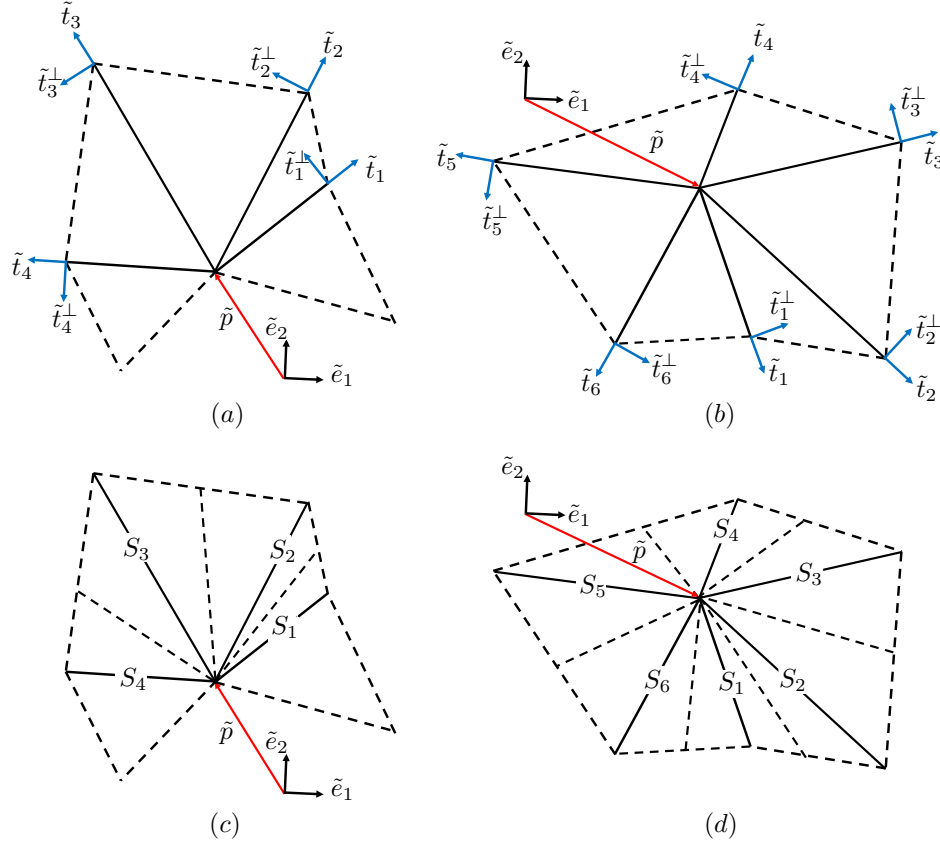 t̃₃
t̃₂
t̃₃^⊥
t̃₂^⊥
t̃₁^⊥
t̃₁
t̃₄
t̃₄^⊥
p̃
ẽ₂
ẽ₁
(a)
t̃₄
ẽ₂
t̃₄^⊥
ẽ₁
t̃₃^⊥
p̃
t̃₃
t̃₅
t̃₅^⊥
t̃₁^⊥
t̃₂^⊥
t̃₆
t̃₆^⊥
t̃₁
t̃₂
(b)
S₃
S₂
S₁
S₄
p̃
ẽ₂
ẽ₁
(c)
ẽ₂
ẽ₁
S₄
p̃
S₅
S₃
S₆
S₁
S₂
(d)